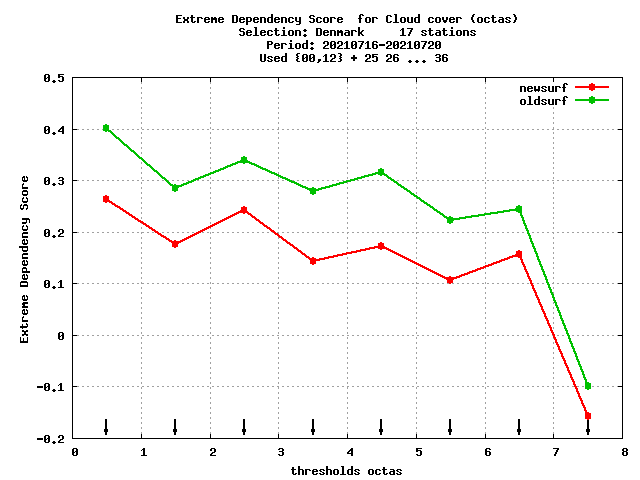 Extreme Dependency Score  for Cloud cover (octas)
Selection: Denmark     17 stations
Period: 20210716-20210720
Used {00,12} + 25 26 ... 36
newsurf
oldsurf
0.5
0.4
0.3
0.2
0.1
0
-0.1
-0.2
Extreme Dependency Score
0 1 2 3 4 5 6 7 8
thresholds octas